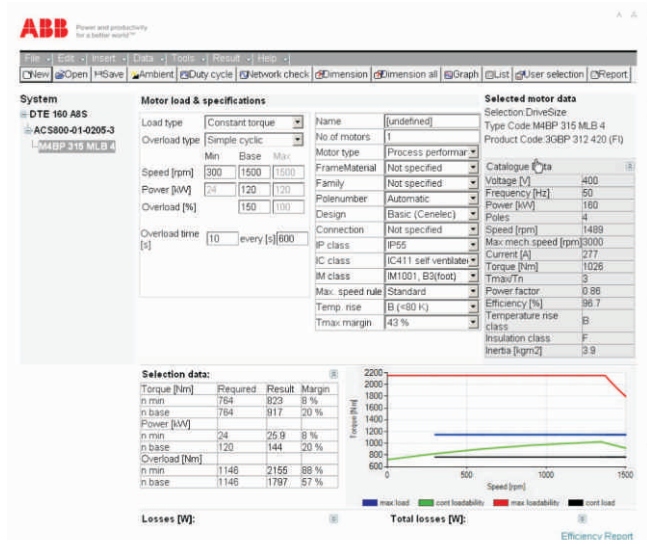 ABB
Power and productivity
for a better world™
A A
File Edit Insert Data Tools Result Help
New Open Save Ambient Duty cycle Network check Dimension Dimension all Graph List User selection Report
System
DTE 160 A8S
ACS800-01-0205-3
M4BP 315 MLB 4
Motor load & specifications
Load type Constant torque
Overload type Simple cyclic
Min Base Max
Speed [rpm] 300 1500 1500
Power [kW] 24 120 120
Overload [%] 150 100
Overload time [s] 10 every [s] 600
Name [undefined]
No of motors 1
Motor type Process performar
FrameMaterial Not specified
Family Not specified
Polenumber Automatic
Design Basic (Cenelec)
Connection Not specified
IP class IP55
IC class IC411 self ventilate
IM class IM1001, B3(foot)
Max. speed rule Standard
Temp. rise B (<80 K)
Tmax margin 43 %
Selected motor data
Selection:DriveSize
Type Code:M4BP 315 MLB 4
Product Code:3GBP 312 420 (FI)
Catalogue
Voltage [V] 400
Frequency [Hz] 50
Power [kW] 160
Poles 4
Speed [rpm] 1489
Max mech.speed [rpm] 3000
Current [A] 277
Torque [Nm] 1026
Tmax/Tn 3
Power factor 0.86
Efficiency [%] 96.7
Temperature rise
class B
Insulation class F
Inertia [kgm2] 3.9
Selection data:
Torque [Nm] Required Result Margin
n min 764 823 8 %
n base 764 917 20 %
Power [kW]
n min 24 25.9 8 %
n base 120 144 20 %
Overload [Nm]
n min 1146 2155 88 %
n base 1146 1797 57 %
Torque [Nm]
2200
2000
1800
1600
1400
1200
1000
800
600
0 500 1000 1500
Speed [rpm]
max load cont loadability max loadability cont load
Losses [W]: Total losses [W]:
Efficiency Report